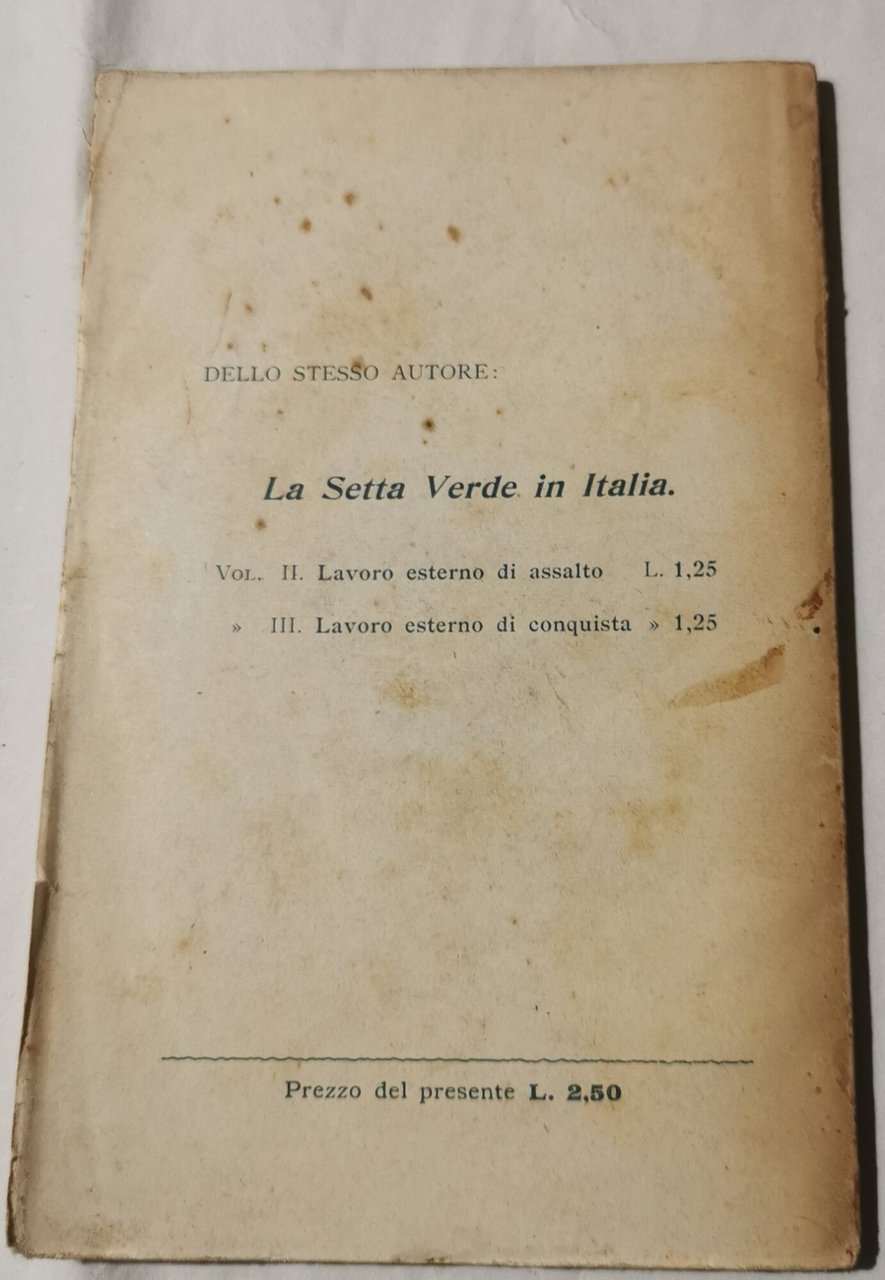 DELLO STESSO AUTORE:
La Setta Verde in Italia.
VOL. II. Lavoro esterno di assalto L. 1,25
» III. Lavoro esterno di conquista » 1,25
Prezzo del presente L. 2,50